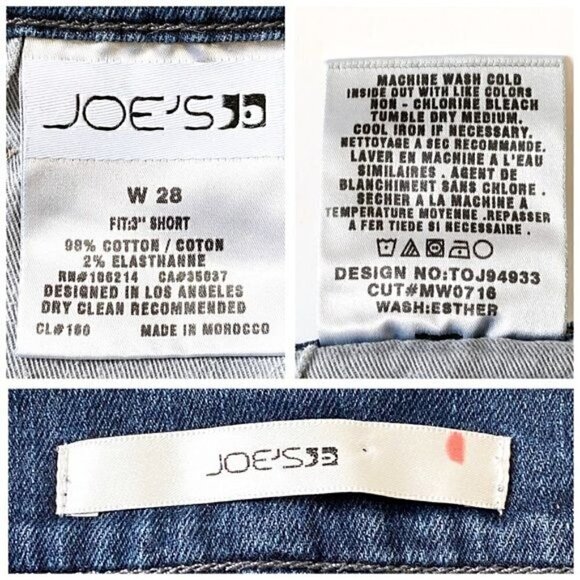 JOE'S
W 28
FIT:3" SHORT
98% COTTON / COTON
2% ELASTHANNE
RN#106214 CA#35037
DESIGNED IN LOS ANGELES
DRY CLEAN RECOMMENDED
CL#160 MADE IN MOROCCO
MACHINE WASH COLD
INSIDE OUT WITH LIKE COLORS
NON - CHLORINE BLEACH
TUMBLE DRY MEDIUM.
COOL IRON IF NECESSARY.
NETTOYAGE A SEC RECOMMANDE.
LAVER EN MACHINE A L'EAU
SIMILAIRES . AGENT DE
BLANCHIMENT SANS CHLORE .
SECHER A LA MACHINE A
TEMPERATURE MOYENNE .REPASSER
A FER TIEDE SI NECESSAIRE .
DESIGN NO:TOJ94933
CUT#MW0716
WASH:ESTHER
JOE'S